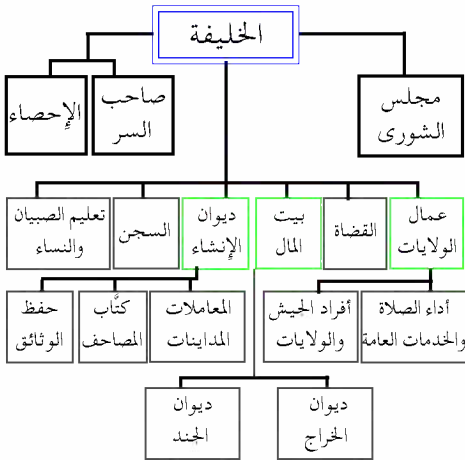 الخليفة
مجلس
الشورى
صاحب
السر
الإحصاء
عمال
الولايات
القضاة
بيت
المال
ديوان
الإنشاء
السجن
تعليم الصبيان
والنساء
أداء الصلاة
والخدمات العامة
أفراد الجيش
والولايات
المعاملات
المداينات
كتَّاب
المصاحف
حفظ
الوثائق
ديوان
الخراج
ديوان
الجند